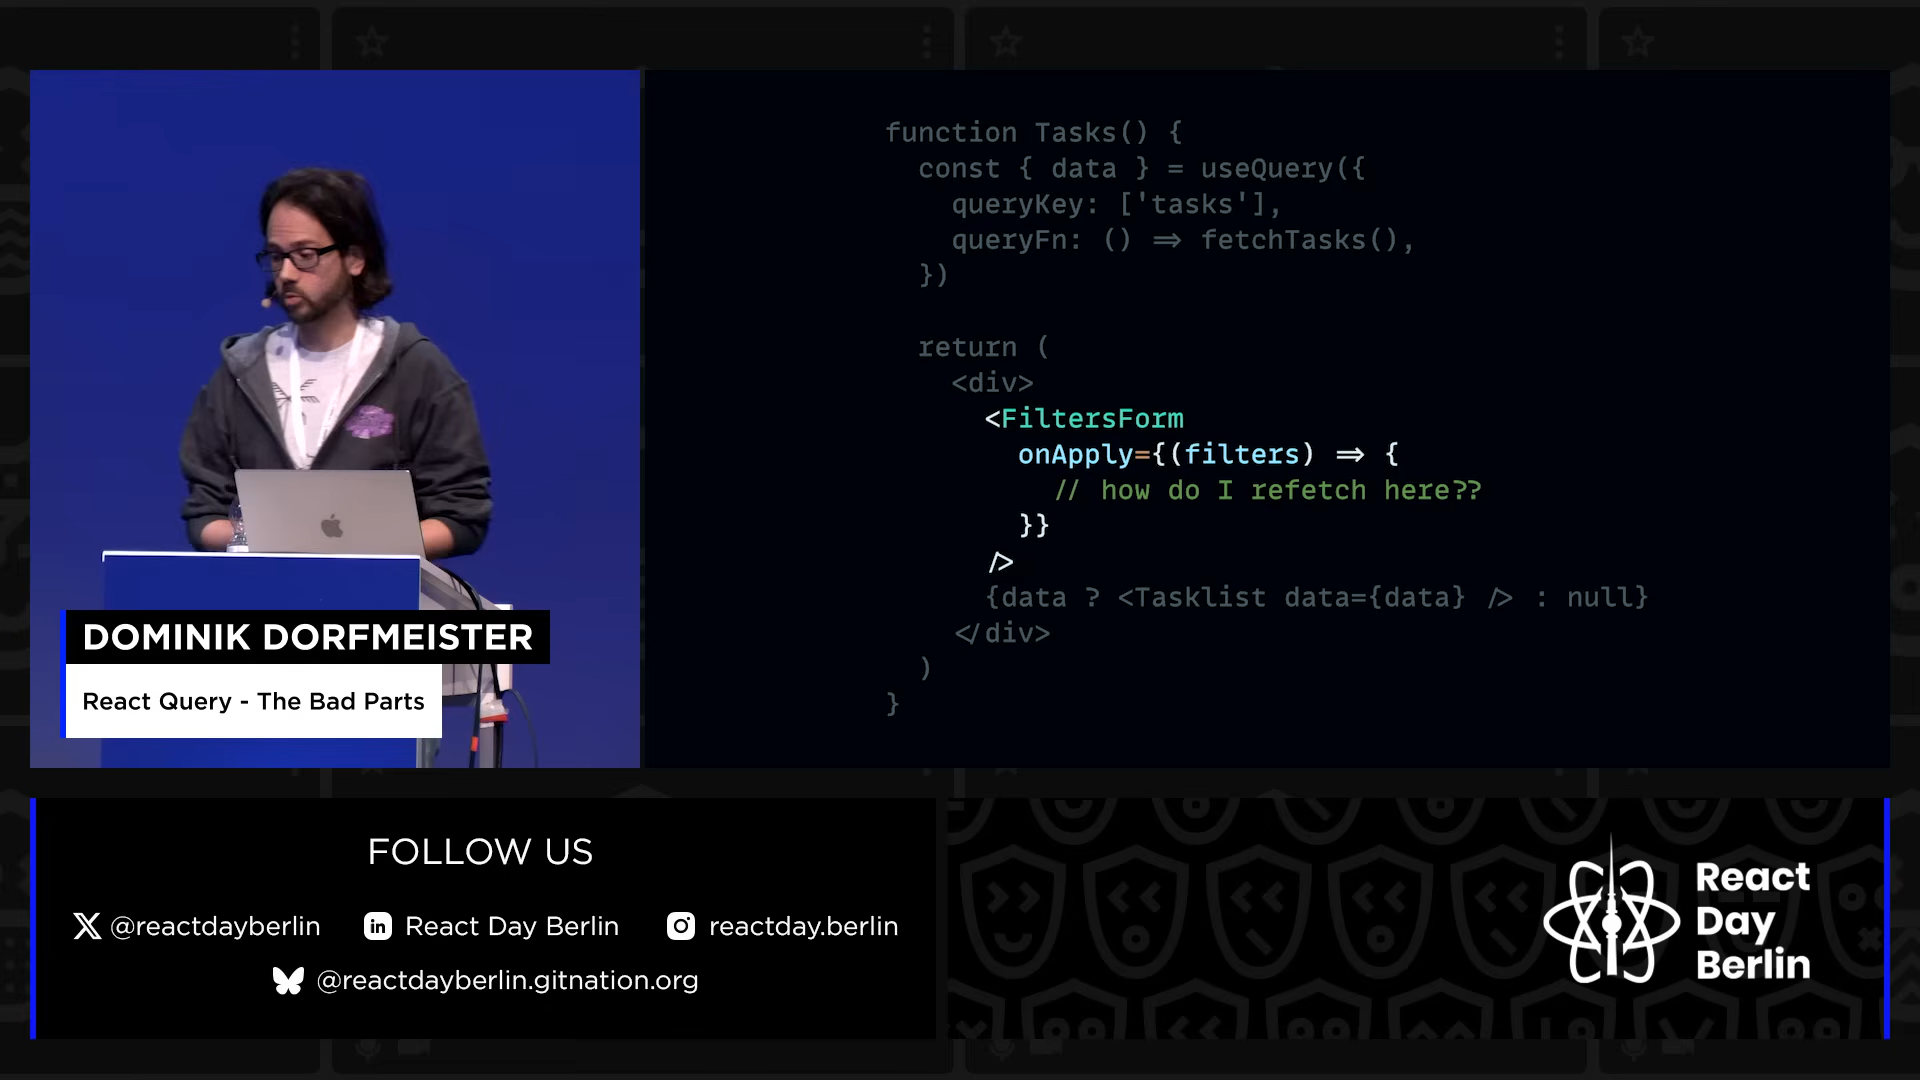 function Tasks() {
const { data } = useQuery({
queryKey: ['tasks'],
queryFn: () => fetchTasks(),
})
return (
<div>
<FiltersForm
onApply={(filters) => {
// how do I refetch here??
}}
/>
{data ? <Tasklist data={data} /> : null}
</div>
)
}
DOMINIK DORFMEISTER
React Query - The Bad Parts
FOLLOW US
@reactdayberlin
React Day Berlin
reactday.berlin
@reactdayberlin.gitnation.org
React
Day
Berlin